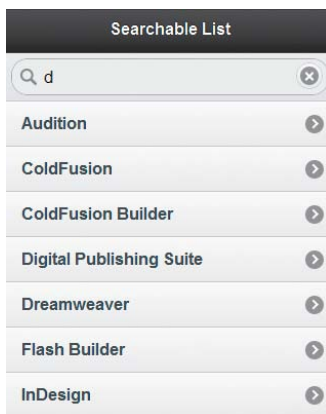 Searchable List
d
Audition
ColdFusion
ColdFusion Builder
Digital Publishing Suite
Dreamweaver
Flash Builder
InDesign